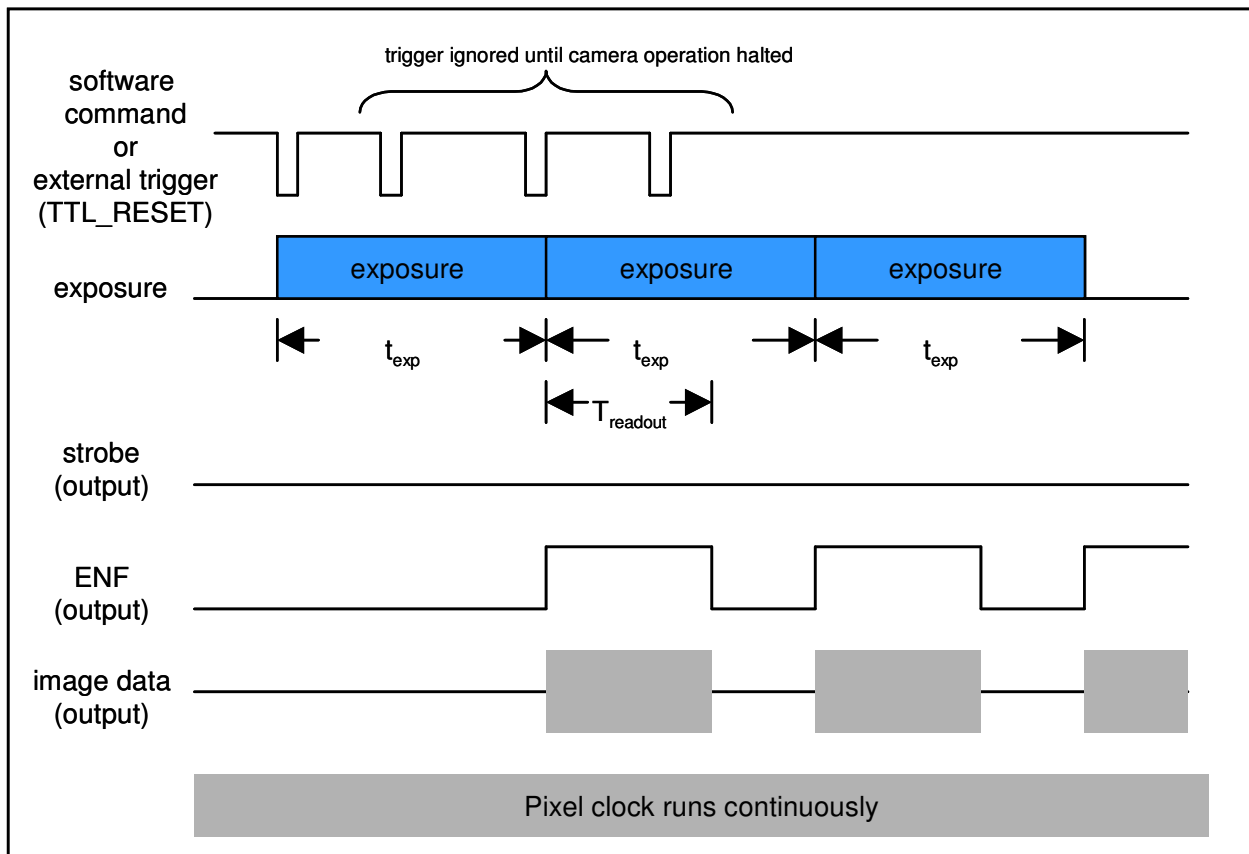 trigger ignored until camera operation halted
software
command
or
external trigger
(TTL_RESET)
exposure
exposure
exposure
exposure
texp
texp
texp
Treadout
strobe
(output)
ENF
(output)
image data
(output)
Pixel clock runs continuously